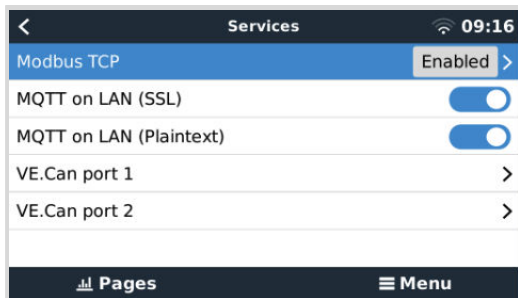 Services 09:16
Modbus TCP Enabled
MQTT on LAN (SSL)
MQTT on LAN (Plaintext)
VE.Can port 1
VE.Can port 2
Pages Menu